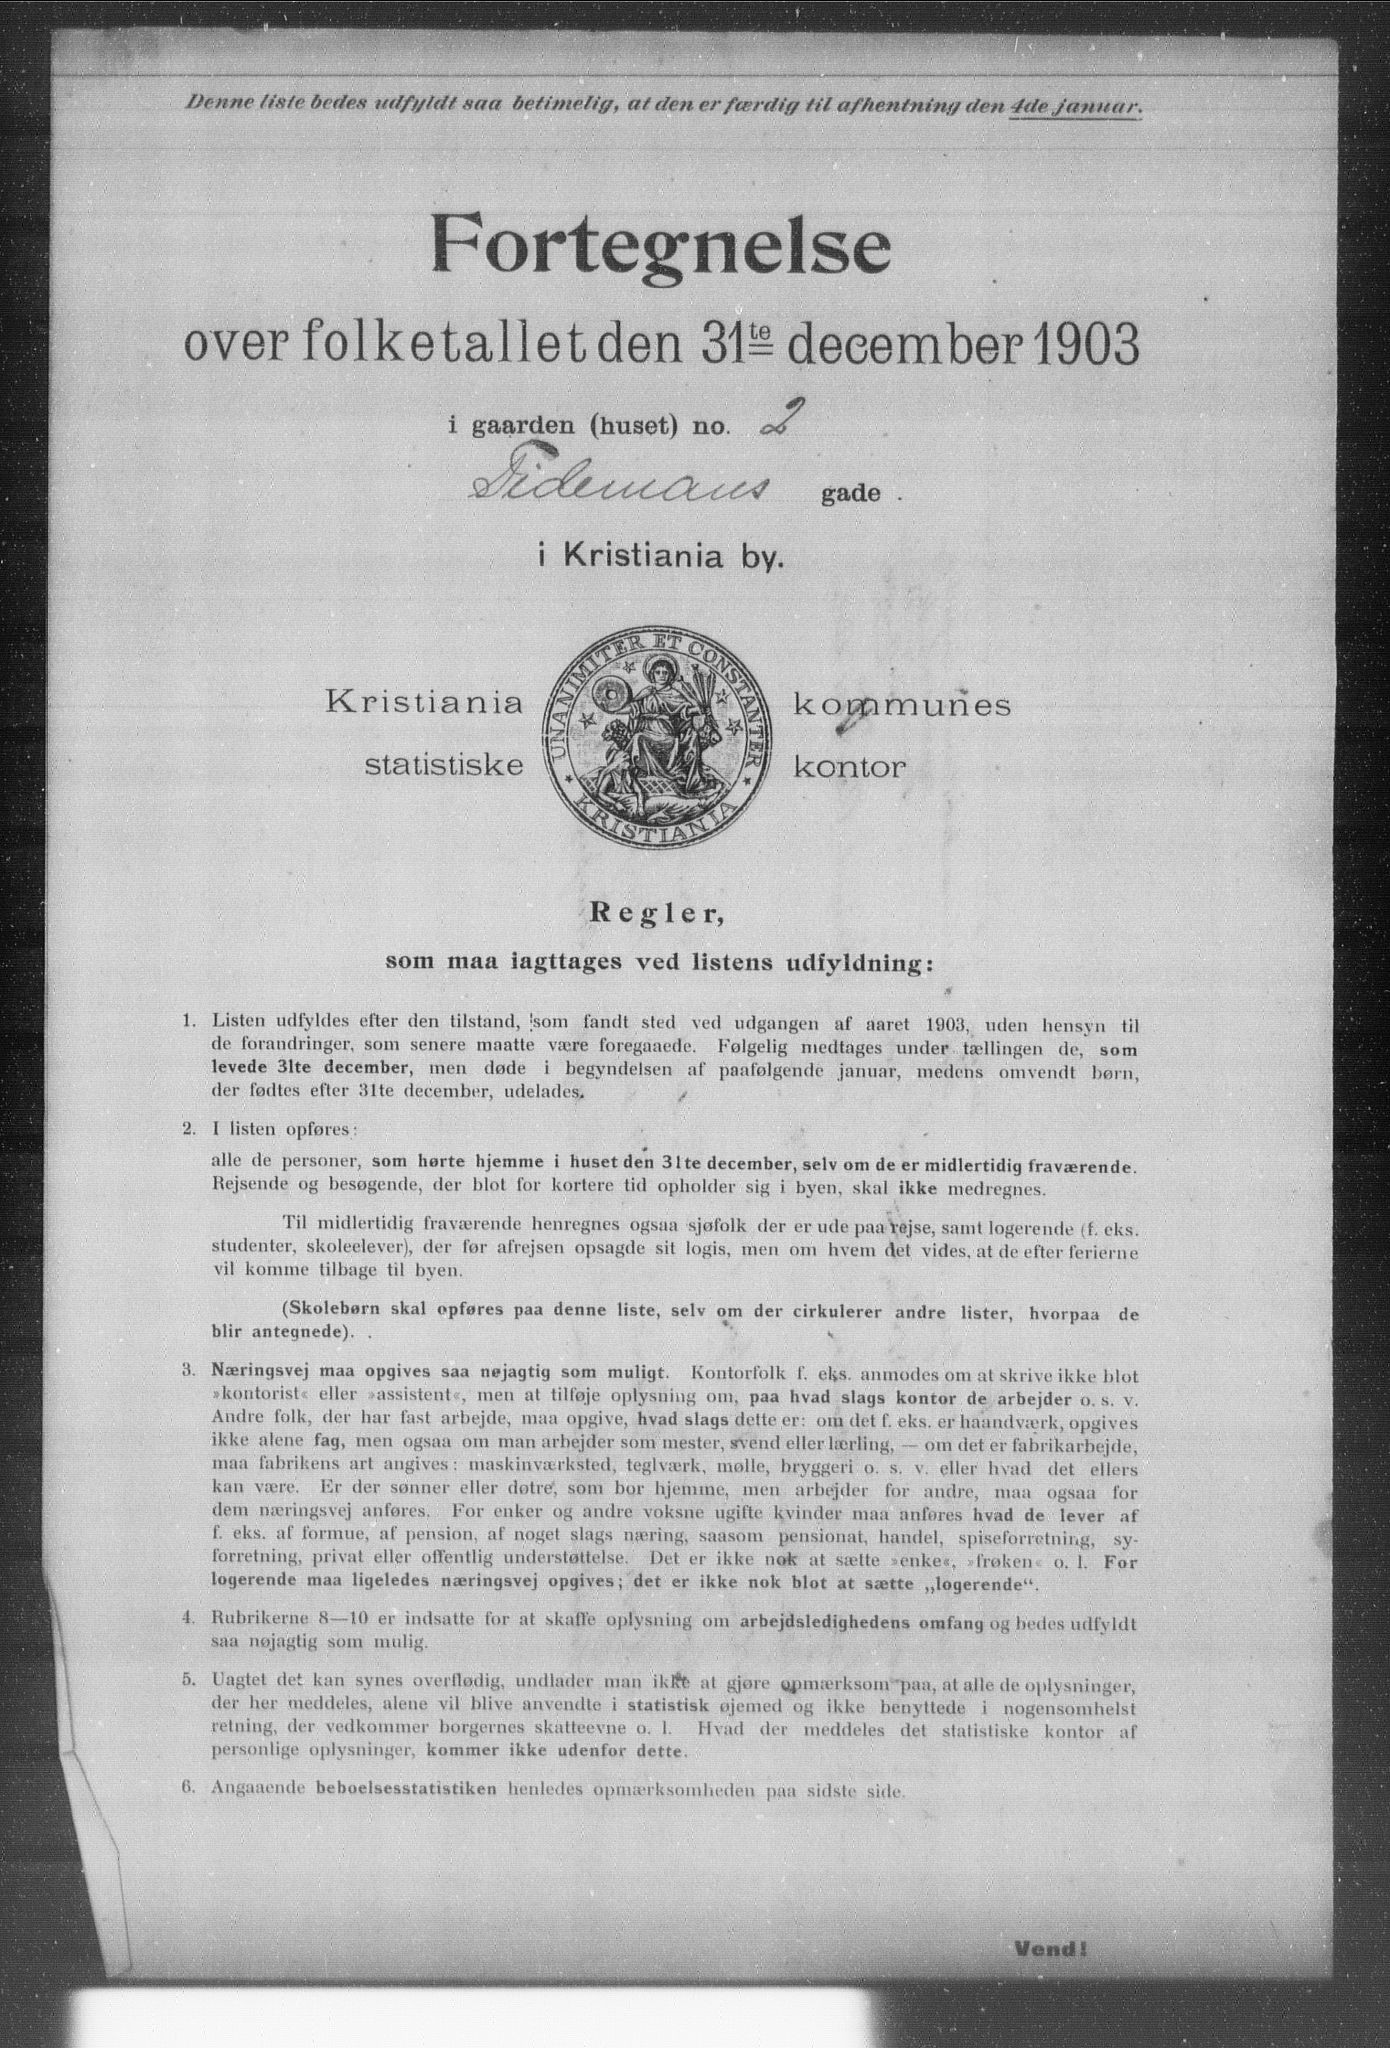 Denne liste bedes udfyldt saa betimelig, at den er færdig til afhentning den 4de januar.
Fortegnelse
over folketallet den 31te december 1903
i gaarden (huset) no. 2
Tidemans gade .
i Kristiania by.
UNANIMITER ET CONSTANTER
KRISTIANIA
Kristiania kommunes
statistiske kontor
Regler,
som maa iagttages ved listens udfyldning:
1. Listen udfyldes efter den tilstand, som fandt sted ved udgangen af aaret 1903, uden hensyn til
de forandringer, som senere maatte være foregaaede. Følgelig medtages under tællingen de, som
levede 31te december, men døde i begyndelsen af paafølgende januar, medens omvendt børn,
der fødtes efter 31te december, udelades.
2. I listen opføres:
alle de personer, som hørte hjemme i huset den 31te december, selv om de er midlertidig fraværende.
Rejsende og besøgende, der blot for kortere tid opholder sig i byen, skal ikke medregnes.
Til midlertidig fraværende henregnes ogsaa sjøfolk der er ude paa rejse, samt logerende (f. eks.
studenter, skoleelever), der før afrejsen opsagde sit logis, men om hvem det vides, at de efter ferierne
vil komme tilbage til byen.
(Skolebørn skal opføres paa denne liste, selv om der cirkulerer andre lister, hvorpaa de
blir antegnede).
3. Næringsvej maa opgives saa nøjagtig som muligt. Kontorfolk f. eks. anmodes om at skrive ikke blot
»kontorist« eller »assistent«, men at tilføje oplysning om, paa hvad slags kontor de arbejder o. s. v.
Andre folk, der har fast arbejde, maa opgive, hvad slags dette er: om det f. eks. er haandværk, opgives
ikke alene fag, men ogsaa om man arbejder som mester, svend eller lærling, — om det er fabrikarbejde,
maa fabrikens art angives: maskinværksted, teglværk, mølle, bryggeri o. s. v. eller hvad det ellers
kan være. Er der sønner eller døtre, som bor hjemme, men arbejder for andre, maa ogsaa for
dem næringsvej anføres. For enker og andre voksne ugifte kvinder maa anføres hvad de lever af
f. eks. af formue, af pension, af noget slags næring, saasom pensionat, handel, spiseforretning, sy-
forretning, privat eller offentlig understøttelse. Det er ikke nok at sætte »enke«, »frøken« o. l. For
logerende maa ligeledes næringsvej opgives; det er ikke nok blot at sætte „logerende“.
4. Rubrikerne 8—10 er indsatte for at skaffe oplysning om arbejdsledighedens omfang og bedes udfyldt
saa nøjagtig som mulig.
5. Uagtet det kan synes overflødig, undlader man ikke at gjøre opmærksom paa, at alle de oplysninger,
der her meddeles, alene vil blive anvendte i statistisk øjemed og ikke benyttede i nogensomhelst
retning, der vedkommer borgernes skatteevne o. l. Hvad der meddeles det statistiske kontor af
personlige oplysninger, kommer ikke udenfor dette.
6. Angaaende beboelsesstatistiken henledes opmærksomheden paa sidste side.
Vend!